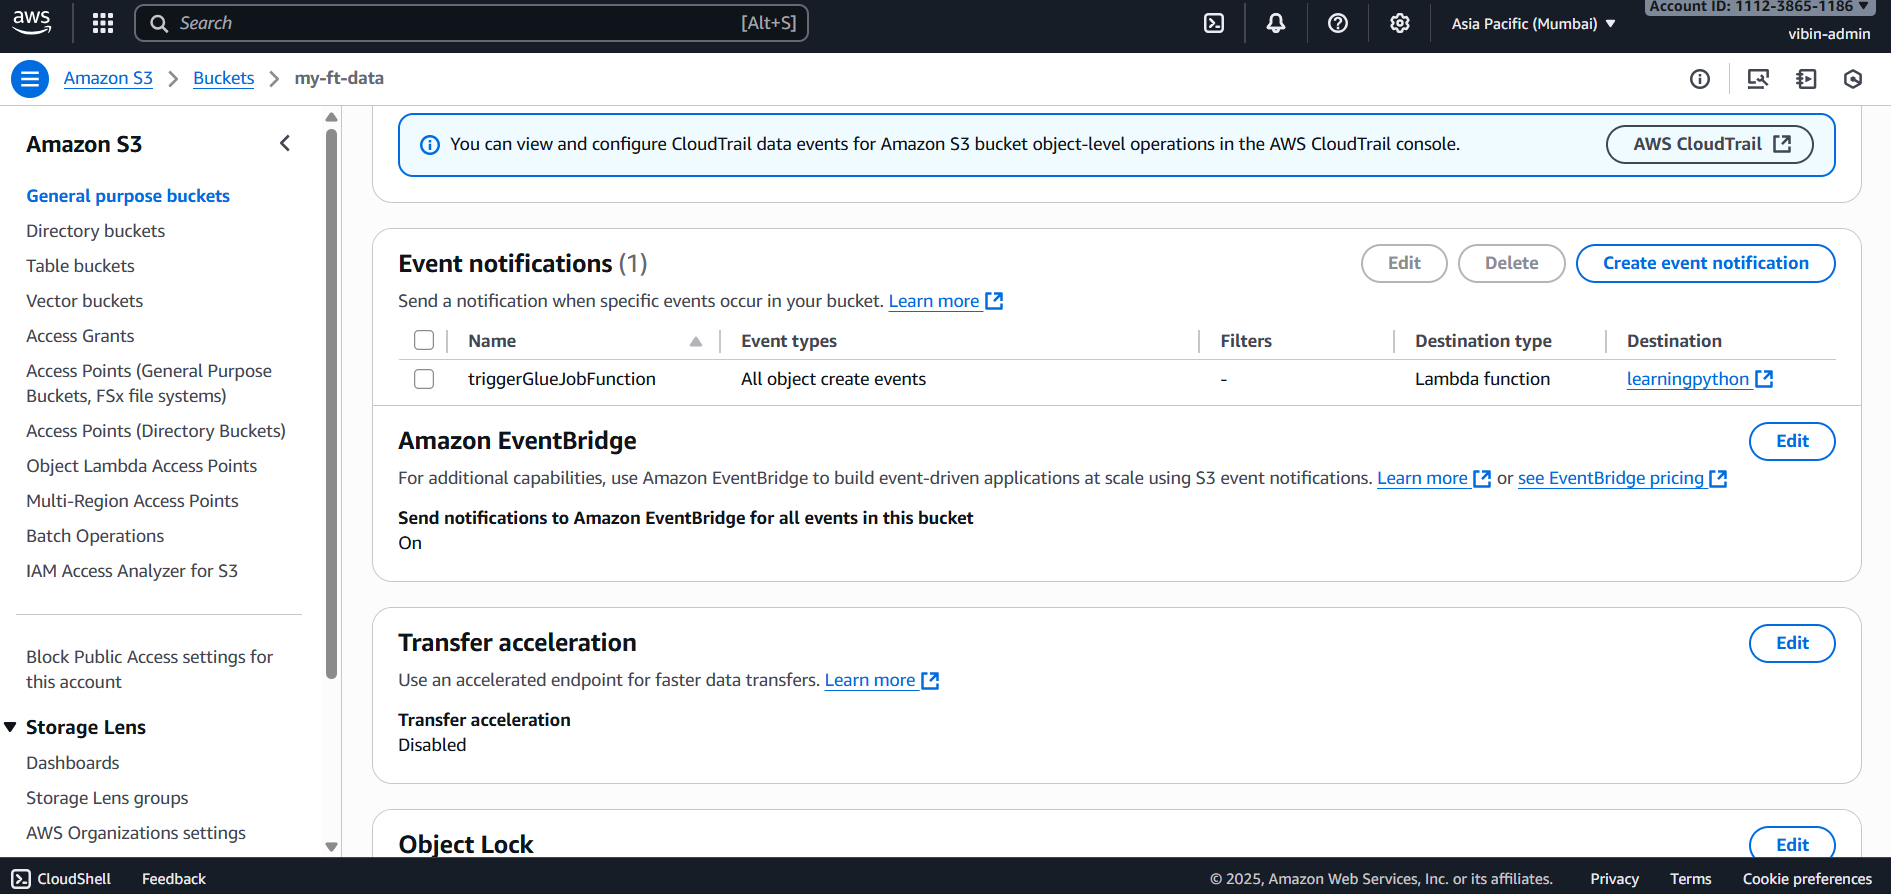 aws
Search
[Alt+S]
Asia Pacific (Mumbai)
Account ID: 1112-3865-1186
vibin-admin
Amazon S3
Buckets
my-ft-data
Amazon S3
General purpose buckets
Directory buckets
Table buckets
Vector buckets
Access Grants
Access Points (General Purpose
Buckets, FSx file systems)
Access Points (Directory Buckets)
Object Lambda Access Points
Multi-Region Access Points
Batch Operations
IAM Access Analyzer for S3
Block Public Access settings for
this account
Storage Lens
Dashboards
Storage Lens groups
AWS Organizations settings
You can view and configure CloudTrail data events for Amazon S3 bucket object-level operations in the AWS CloudTrail console.
AWS CloudTrail
Event notifications (1)
Edit
Delete
Create event notification
Send a notification when specific events occur in your bucket. Learn more
Name
Event types
Filters
Destination type
Destination
triggerGlueJobFunction
All object create events
-
Lambda function
learningpython
Amazon EventBridge
Edit
For additional capabilities, use Amazon EventBridge to build event-driven applications at scale using S3 event notifications. Learn more or see EventBridge pricing
Send notifications to Amazon EventBridge for all events in this bucket
On
Transfer acceleration
Edit
Use an accelerated endpoint for faster data transfers. Learn more
Transfer acceleration
Disabled
Object Lock
Edit
CloudShell
Feedback
© 2025, Amazon Web Services, Inc. or its affiliates.
Privacy
Terms
Cookie preferences